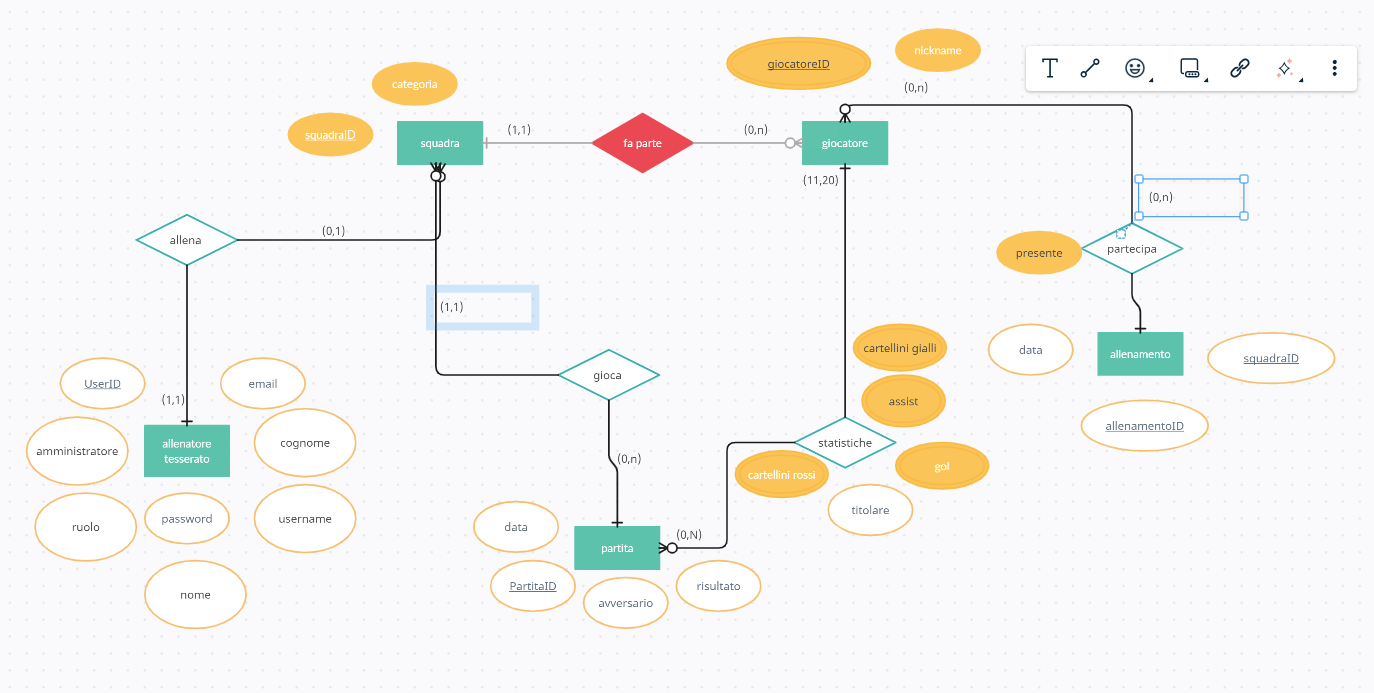 giocatoreID
nickname
T
categoria
(0,n)
squadraID
squadra
(1,1)
fa parte
(0,n)
giocatore
(11,20)
(0,n)
allena
(0,1)
presente
partecipa
(1,1)
data
allenamento
squadraID
cartellini gialli
gioca
UserID
email
(1,1)
assist
allenamentoID
amministratore
allenatore
tesserato
cognome
statistiche
(0,n)
cartellini rossi
gol
ruolo
password
username
data
titolare
partita
(0,N)
PartitaID
avversario
risultato
nome